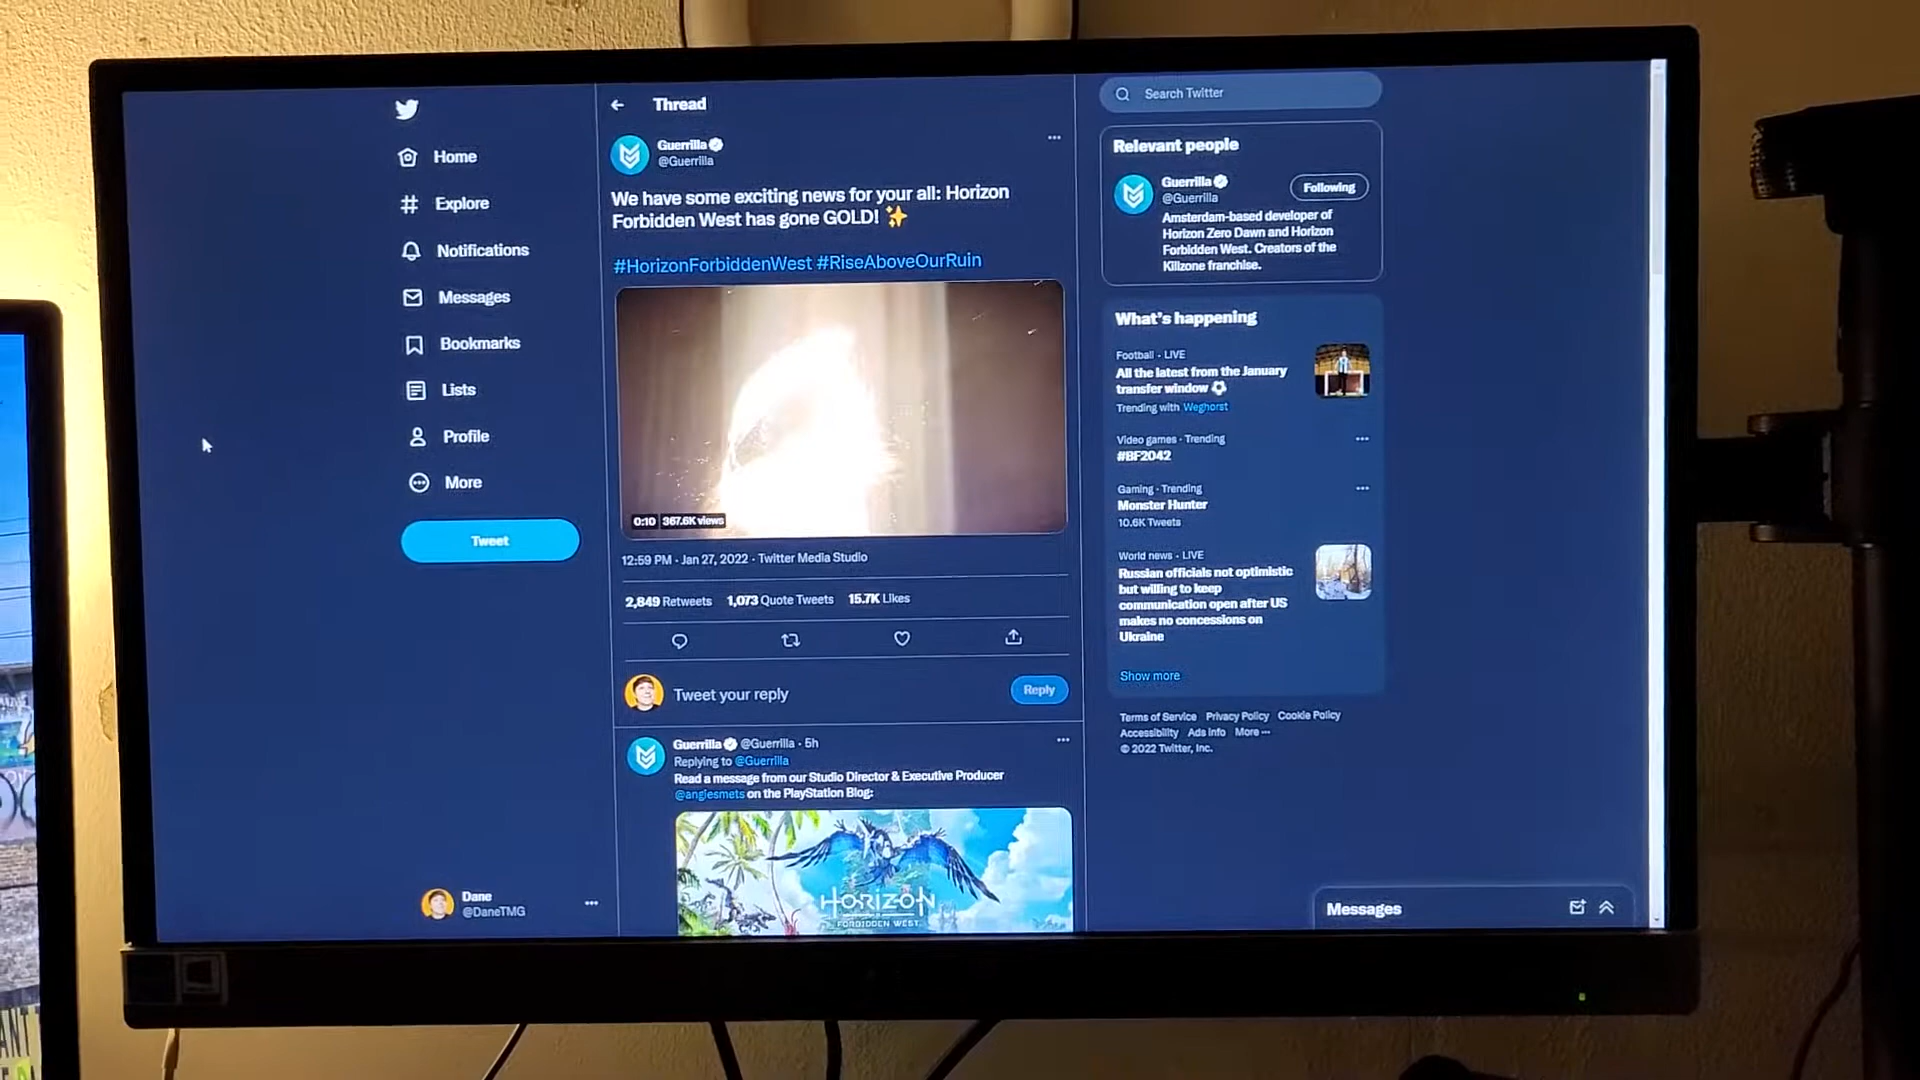 Home
Explore
Notifications
Messages
Bookmarks
Lists
Profile
More
Tweet
Dane
@DaneTMG
Thread
Guerrilla
@Guerrilla
We have some exciting news for your all: Horizon
Forbidden West has gone GOLD! ✨
#HorizonForbiddenWest #RiseAboveOurRuin
0:10 367.6K views
12:59 PM · Jan 27, 2022 · Twitter Media Studio
2,849 Retweets 1,073 Quote Tweets 15.7K Likes
Tweet your reply
Reply
Guerrilla @Guerrilla · 5h
Replying to @Guerrilla
Read a message from our Studio Director & Executive Producer
@angiesmets on the PlayStation Blog:
HORIZON
FORBIDDEN WEST
Search Twitter
Relevant people
Guerrilla
Following
@Guerrilla
Amsterdam-based developer of
Horizon Zero Dawn and Horizon
Forbidden West. Creators of the
Killzone franchise.
What's happening
Football · LIVE
All the latest from the January
transfer window ⚽
Trending with Weghorst
Video games · Trending
#BF2042
Gaming · Trending
Monster Hunter
10.6K Tweets
World news · LIVE
Russian officials not optimistic
but willing to keep
communication open after US
makes no concessions on
Ukraine
Show more
Terms of Service Privacy Policy Cookie Policy
Accessibility Ads info More ···
© 2022 Twitter, Inc.
Messages